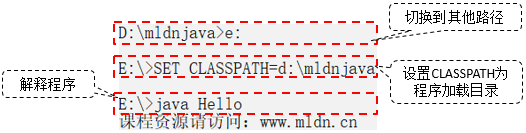 D:\mldnjava>e:
切换到其他路径
E:\>SET CLASSPATH=d:\mldnjava
设置CLASSPATH为
程序加载目录
解释程序
E:\>java Hello
课程资源请访问：www.mldn.cn